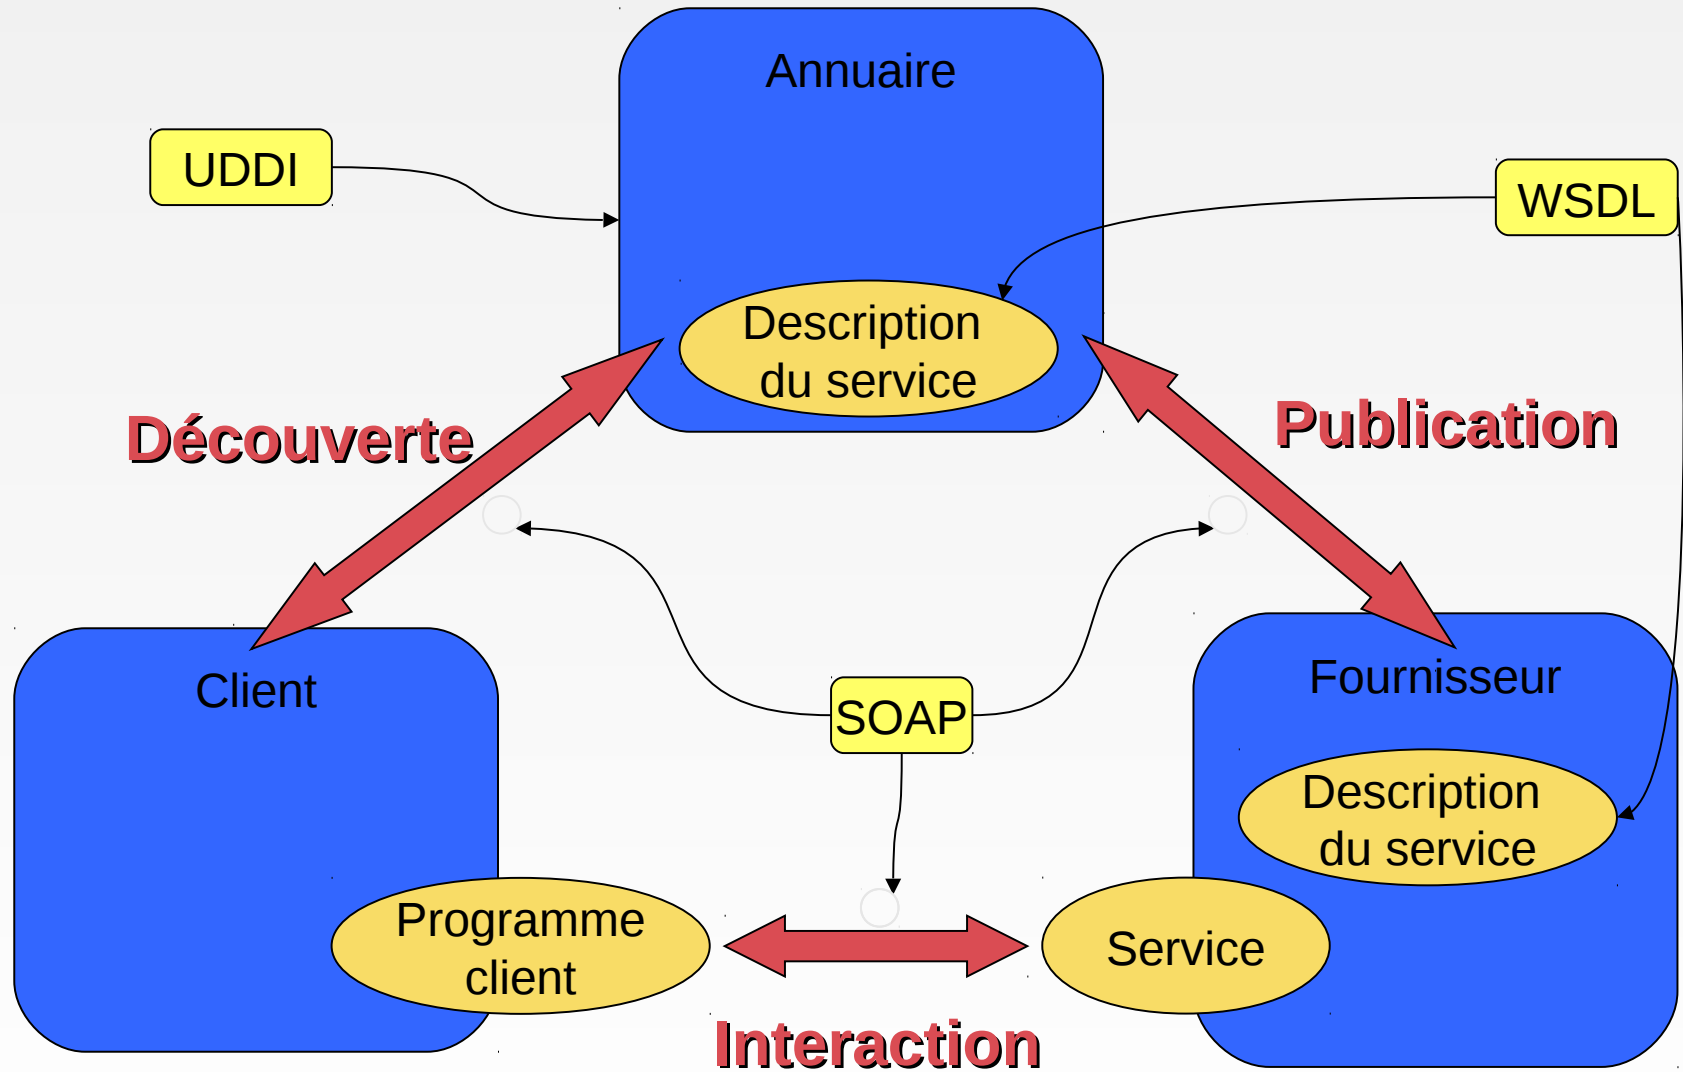 Annuaire
UDDI
WSDL
Description
du service
Découverte
Publication
Client
SOAP
Fournisseur
Description
du service
Programme
client
Service
Interaction